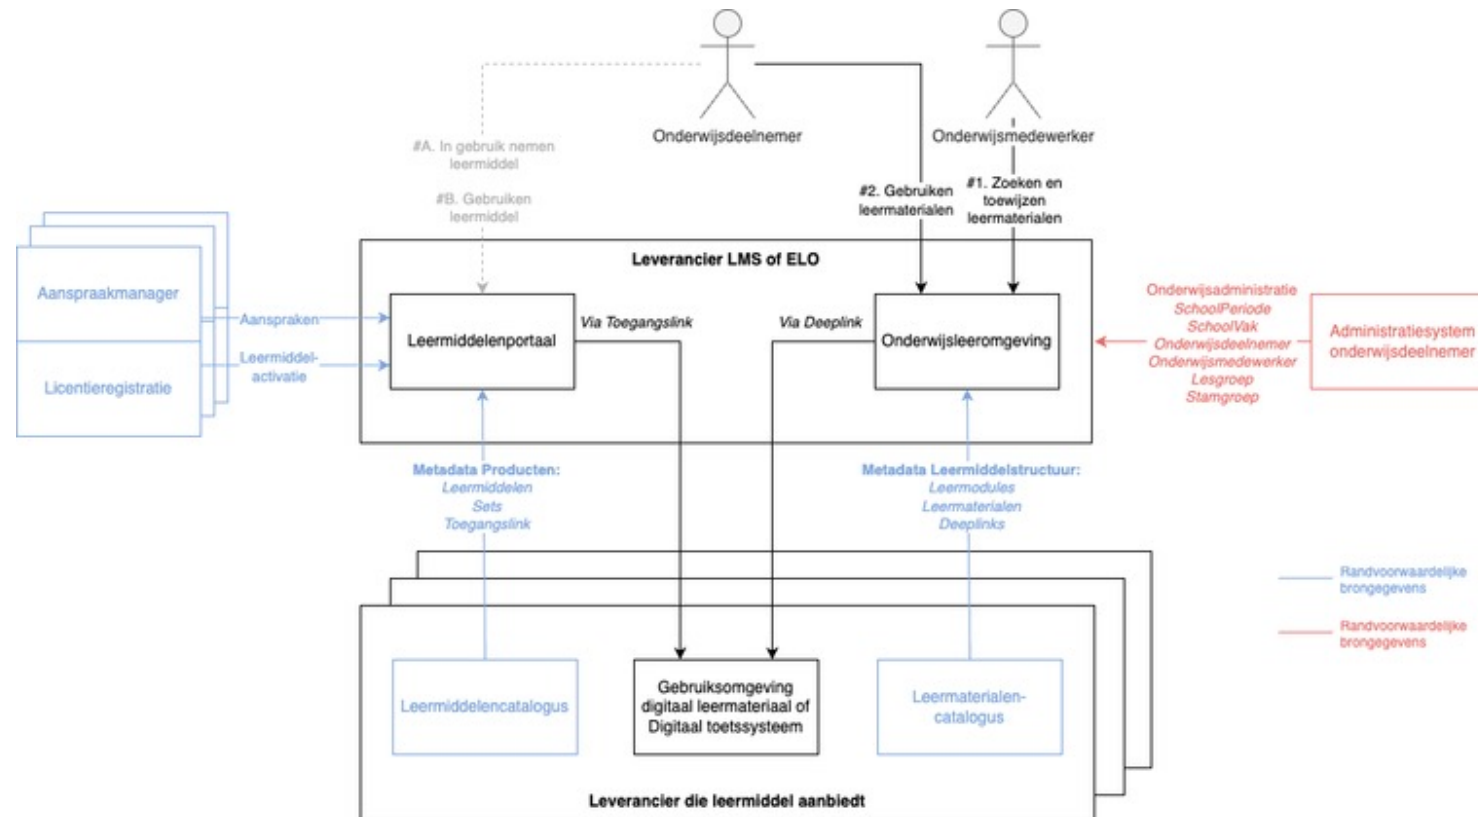 Onderwijsdeelnemer
Onderwijsmedewerker
#A. In gebruik nemen
leermiddel
#B. Gebruiken
leermiddel
#2. Gebruiken
leermaterialen
#1. Zoeken en
toewijzen
leermaterialen
Leverancier LMS of ELO
Aanspraakmanager
Licentieregistratie
Aanspraken
Leermiddel-
activatie
Leermiddelenportaal
Via Toegangslink
Via Deeplink
Onderwijsleeromgeving
Onderwijsadministratie
SchoolPeriode
SchoolVak
Onderwijsdeelnemer
Onderwijsmedewerker
Lesgroep
Stamgroep
Administratiesystem
onderwijsdeelnemer
Metadata Producten:
Leermiddelen
Sets
Toegangslink
Metadata Leermiddelstructuur:
Leermodules
Leermaterialen
Deeplinks
Randvoorwaardelijke
brongegevens
Randvoorwaardelijke
brongegevens
Leermiddelencatalogus
Gebruiksomgeving
digitaal leermateriaal of
Digitaal toetssysteem
Leermaterialen-
catalogus
Leverancier die leermiddel aanbiedt